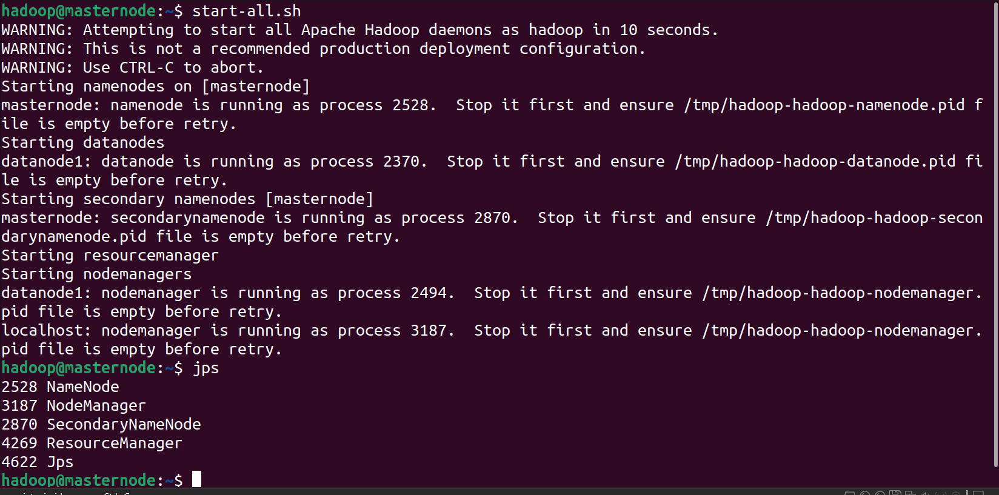 hadoop@masternode:~$ start-all.sh
WARNING: Attempting to start all Apache Hadoop daemons as hadoop in 10 seconds.
WARNING: This is not a recommended production deployment configuration.
WARNING: Use CTRL-C to abort.
Starting namenodes on [masternode]
masternode: namenode is running as process 2528.  Stop it first and ensure /tmp/hadoop-hadoop-namenode.pid f
ile is empty before retry.
Starting datanodes
datanode1: datanode is running as process 2370.  Stop it first and ensure /tmp/hadoop-hadoop-datanode.pid fi
le is empty before retry.
Starting secondary namenodes [masternode]
masternode: secondarynamenode is running as process 2870.  Stop it first and ensure /tmp/hadoop-hadoop-secon
darynamenode.pid file is empty before retry.
Starting resourcemanager
Starting nodemanagers
datanode1: nodemanager is running as process 2494.  Stop it first and ensure /tmp/hadoop-hadoop-nodemanager.
pid file is empty before retry.
localhost: nodemanager is running as process 3187.  Stop it first and ensure /tmp/hadoop-hadoop-nodemanager.
pid file is empty before retry.
hadoop@masternode:~$ jps
2528 NameNode
3187 NodeManager
2870 SecondaryNameNode
4269 ResourceManager
4622 Jps
hadoop@masternode:~$